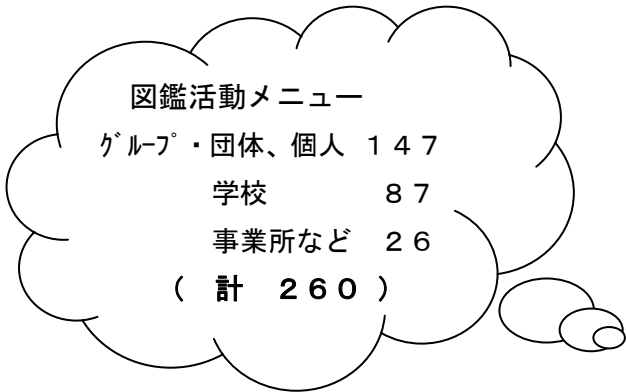 図鑑活動メニュー
ｸﾞﾙｰﾌﾟ・団体、個人　１４７
学校　８７
事業所など　２６
（　計　２６０　）